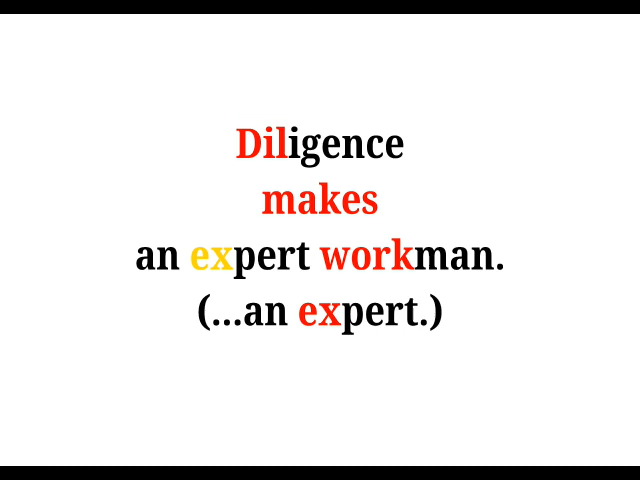 Diligence
makes
an expert workman.
(...an expert.)